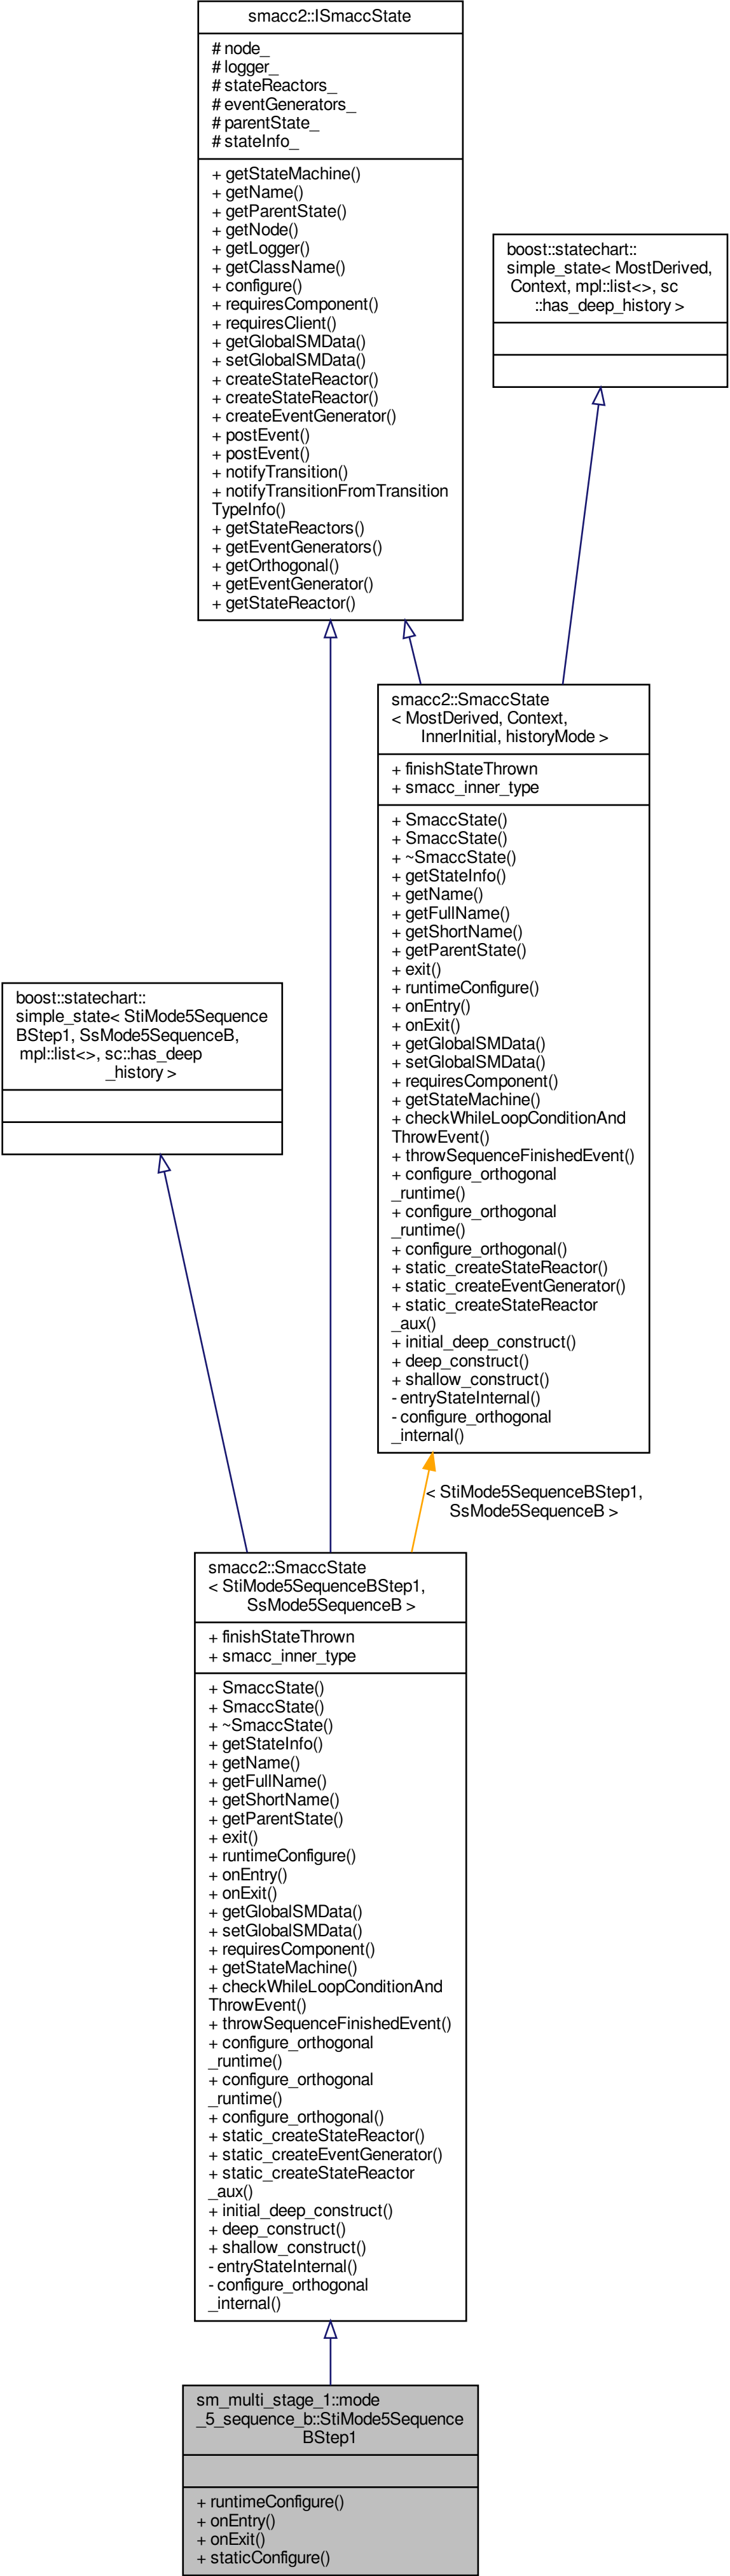 smacc2::ISmaccState
# node_
# logger_
# stateReactors_
# eventGenerators_
# parentState_
# stateInfo_
+ getStateMachine()
+ getName()
+ getParentState()
+ getNode()
+ getLogger()
+ getClassName()
+ configure()
+ requiresComponent()
+ requiresClient()
+ getGlobalSMData()
+ setGlobalSMData()
+ createStateReactor()
+ createStateReactor()
+ createEventGenerator()
+ postEvent()
+ postEvent()
+ notifyTransition()
+ notifyTransitionFromTransition
TypeInfo()
+ getStateReactors()
+ getEventGenerators()
+ getOrthogonal()
+ getEventGenerator()
+ getStateReactor()
boost::statechart::
simple_state< MostDerived,
Context, mpl::list<>, sc
::has_deep_history >
smacc2::SmaccState
< MostDerived, Context,
InnerInitial, historyMode >
+ finishStateThrown
+ smacc_inner_type
+ SmaccState()
+ SmaccState()
+ ~SmaccState()
+ getStateInfo()
+ getName()
+ getFullName()
+ getShortName()
+ getParentState()
+ exit()
+ runtimeConfigure()
+ onEntry()
+ onExit()
+ getGlobalSMData()
+ setGlobalSMData()
+ requiresComponent()
+ getStateMachine()
+ checkWhileLoopConditionAnd
ThrowEvent()
+ throwSequenceFinishedEvent()
+ configure_orthogonal
_runtime()
+ configure_orthogonal
_runtime()
+ configure_orthogonal()
+ static_createStateReactor()
+ static_createEventGenerator()
+ static_createStateReactor
_aux()
+ initial_deep_construct()
+ deep_construct()
+ shallow_construct()
- entryStateInternal()
- configure_orthogonal
_internal()
boost::statechart::
simple_state< StiMode5Sequence
BStep1, SsMode5SequenceB,
mpl::list<>, sc::has_deep
_history >
< StiMode5SequenceBStep1,
SsMode5SequenceB >
smacc2::SmaccState
< StiMode5SequenceBStep1,
SsMode5SequenceB >
+ finishStateThrown
+ smacc_inner_type
+ SmaccState()
+ SmaccState()
+ ~SmaccState()
+ getStateInfo()
+ getName()
+ getFullName()
+ getShortName()
+ getParentState()
+ exit()
+ runtimeConfigure()
+ onEntry()
+ onExit()
+ getGlobalSMData()
+ setGlobalSMData()
+ requiresComponent()
+ getStateMachine()
+ checkWhileLoopConditionAnd
ThrowEvent()
+ throwSequenceFinishedEvent()
+ configure_orthogonal
_runtime()
+ configure_orthogonal
_runtime()
+ configure_orthogonal()
+ static_createStateReactor()
+ static_createEventGenerator()
+ static_createStateReactor
_aux()
+ initial_deep_construct()
+ deep_construct()
+ shallow_construct()
- entryStateInternal()
- configure_orthogonal
_internal()
sm_multi_stage_1::mode
_5_sequence_b::StiMode5Sequence
BStep1
+ runtimeConfigure()
+ onEntry()
+ onExit()
+ staticConfigure()